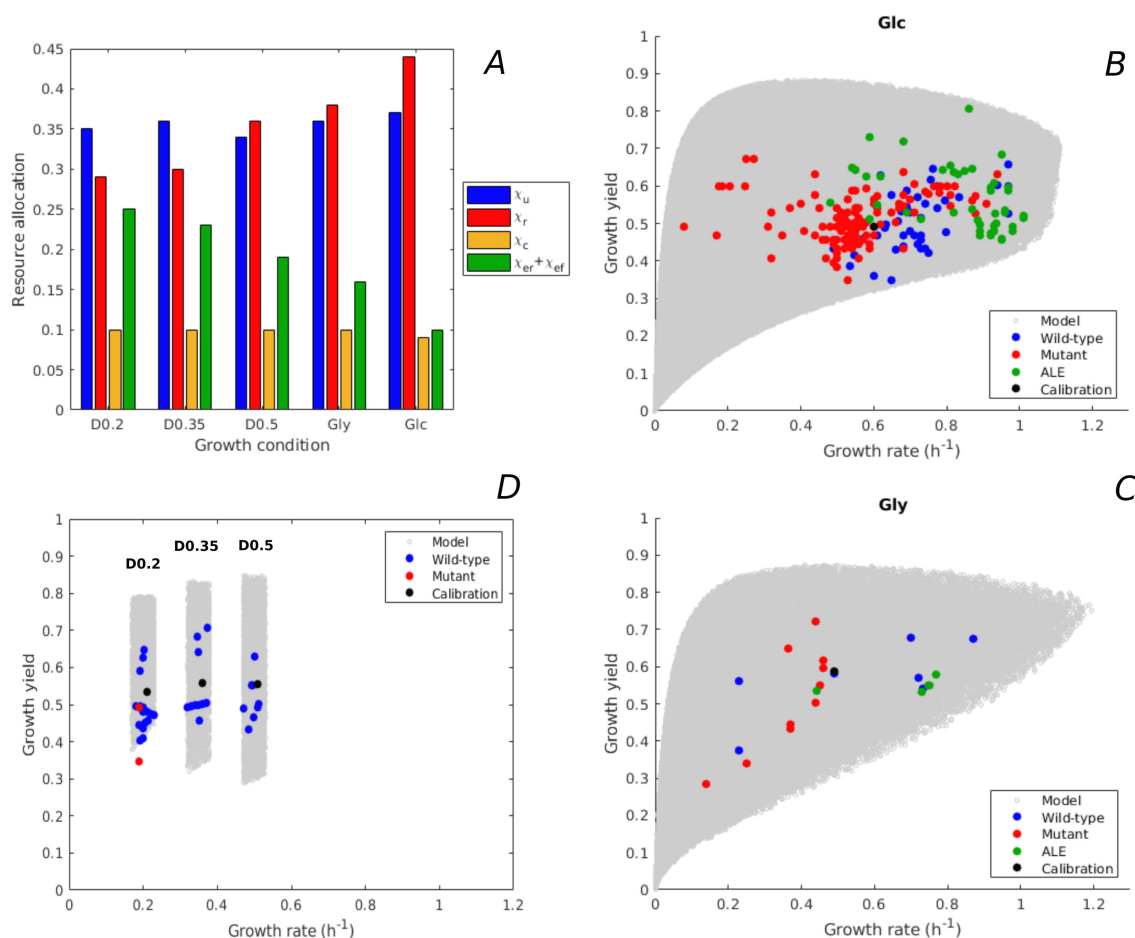 A
0.45
0.4
0.35
0.3
0.25
0.2
0.15
0.1
0.05
0
Resource allocation
D0.2 D0.35 D0.5 Gly Glc
Growth condition
χu
χr
χc
χer+χef
B
Glc
1
0.9
0.8
0.7
0.6
0.5
0.4
0.3
0.2
0.1
0
Growth yield
0 0.2 0.4 0.6 0.8 1 1.2
Growth rate (h-1)
Model
Wild-type
Mutant
ALE
Calibration
D
1
0.9
0.8
0.7
0.6
0.5
0.4
0.3
0.2
0.1
0
Growth yield
D0.2 D0.35 D0.5
0 0.2 0.4 0.6 0.8 1 1.2
Growth rate (h-1)
Model
Wild-type
Mutant
Calibration
C
Gly
1
0.9
0.8
0.7
0.6
0.5
0.4
0.3
0.2
0.1
0
Growth yield
0 0.2 0.4 0.6 0.8 1 1.2
Growth rate (h-1)
Model
Wild-type
Mutant
ALE
Calibration